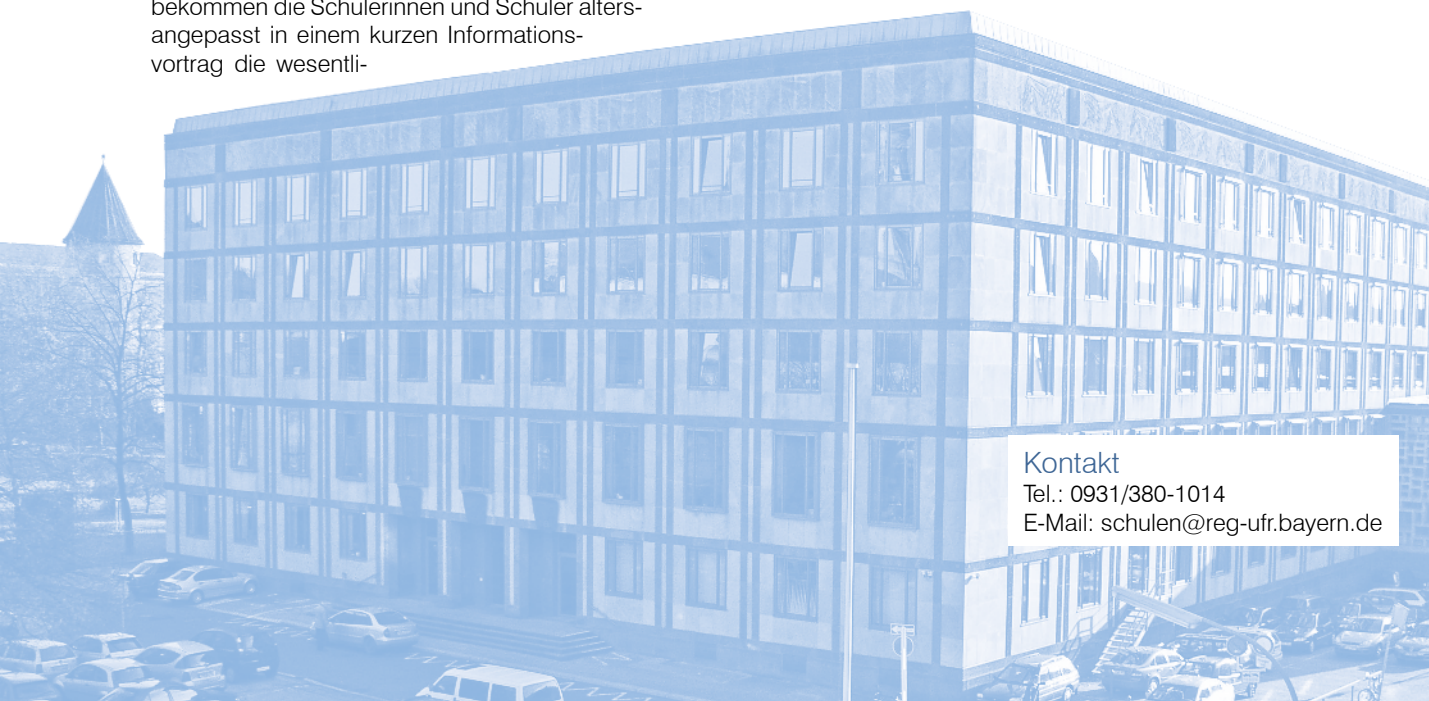 bekommen die Schülerinnen und Schüler alters-
angepasst in einem kurzen Informations-
vortrag die wesentli-
Kontakt
Tel.: 0931/380-1014
E-Mail: schulen@reg-ufr.bayern.de